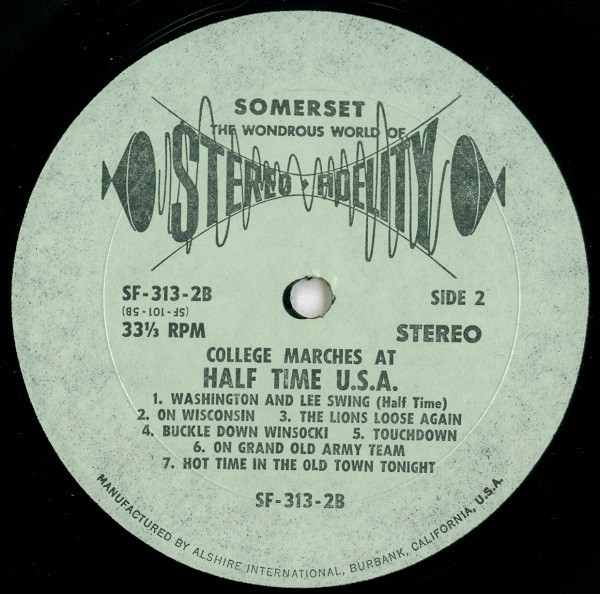 SOMERSET
THE WONDROUS WORLD OF
STEREO • FIDELITY
SF-313-2B
SIDE 2
(SF-101-5B)
33⅓ RPM
STEREO
COLLEGE MARCHES AT
HALF TIME U.S.A.
1. WASHINGTON AND LEE SWING (Half Time)
2. ON WISCONSIN 3. THE LIONS LOOSE AGAIN
4. BUCKLE DOWN WINSOCKI 5. TOUCHDOWN
6. ON GRAND OLD ARMY TEAM
7. HOT TIME IN THE OLD TOWN TONIGHT
SF-313-2B
MANUFACTURED BY ALSHIRE INTERNATIONAL, BURBANK, CALIFORNIA, U.S.A.